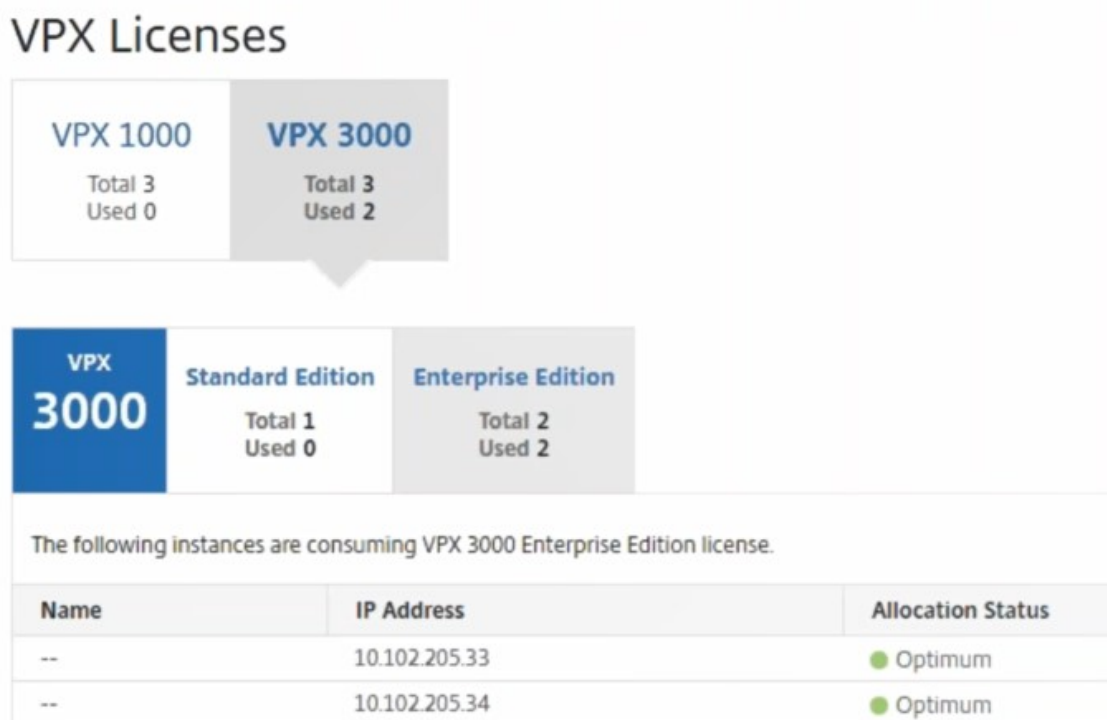 VPX Licenses
VPX 1000
Total 3
Used 0
VPX 3000
Total 3
Used 2
VPX
3000
Standard Edition
Total 1
Used 0
Enterprise Edition
Total 2
Used 2
The following instances are consuming VPX 3000 Enterprise Edition license.
Name IP Address Allocation Status
-- 10.102.205.33 Optimum
-- 10.102.205.34 Optimum